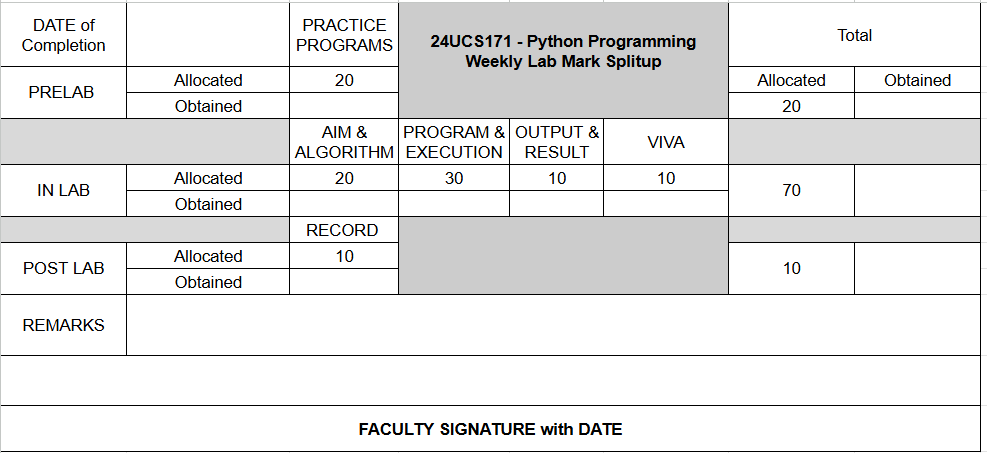 DATE of
Completion
PRACTICE
PROGRAMS
24UCS171 - Python Programming
Weekly Lab Mark Splitup
Total
PRELAB
Allocated
20
Allocated
Obtained
Obtained
20
AIM &
ALGORITHM
PROGRAM &
EXECUTION
OUTPUT &
RESULT
VIVA
IN LAB
Allocated
20
30
10
10
70
Obtained
RECORD
POST LAB
Allocated
10
10
Obtained
REMARKS
FACULTY SIGNATURE with DATE